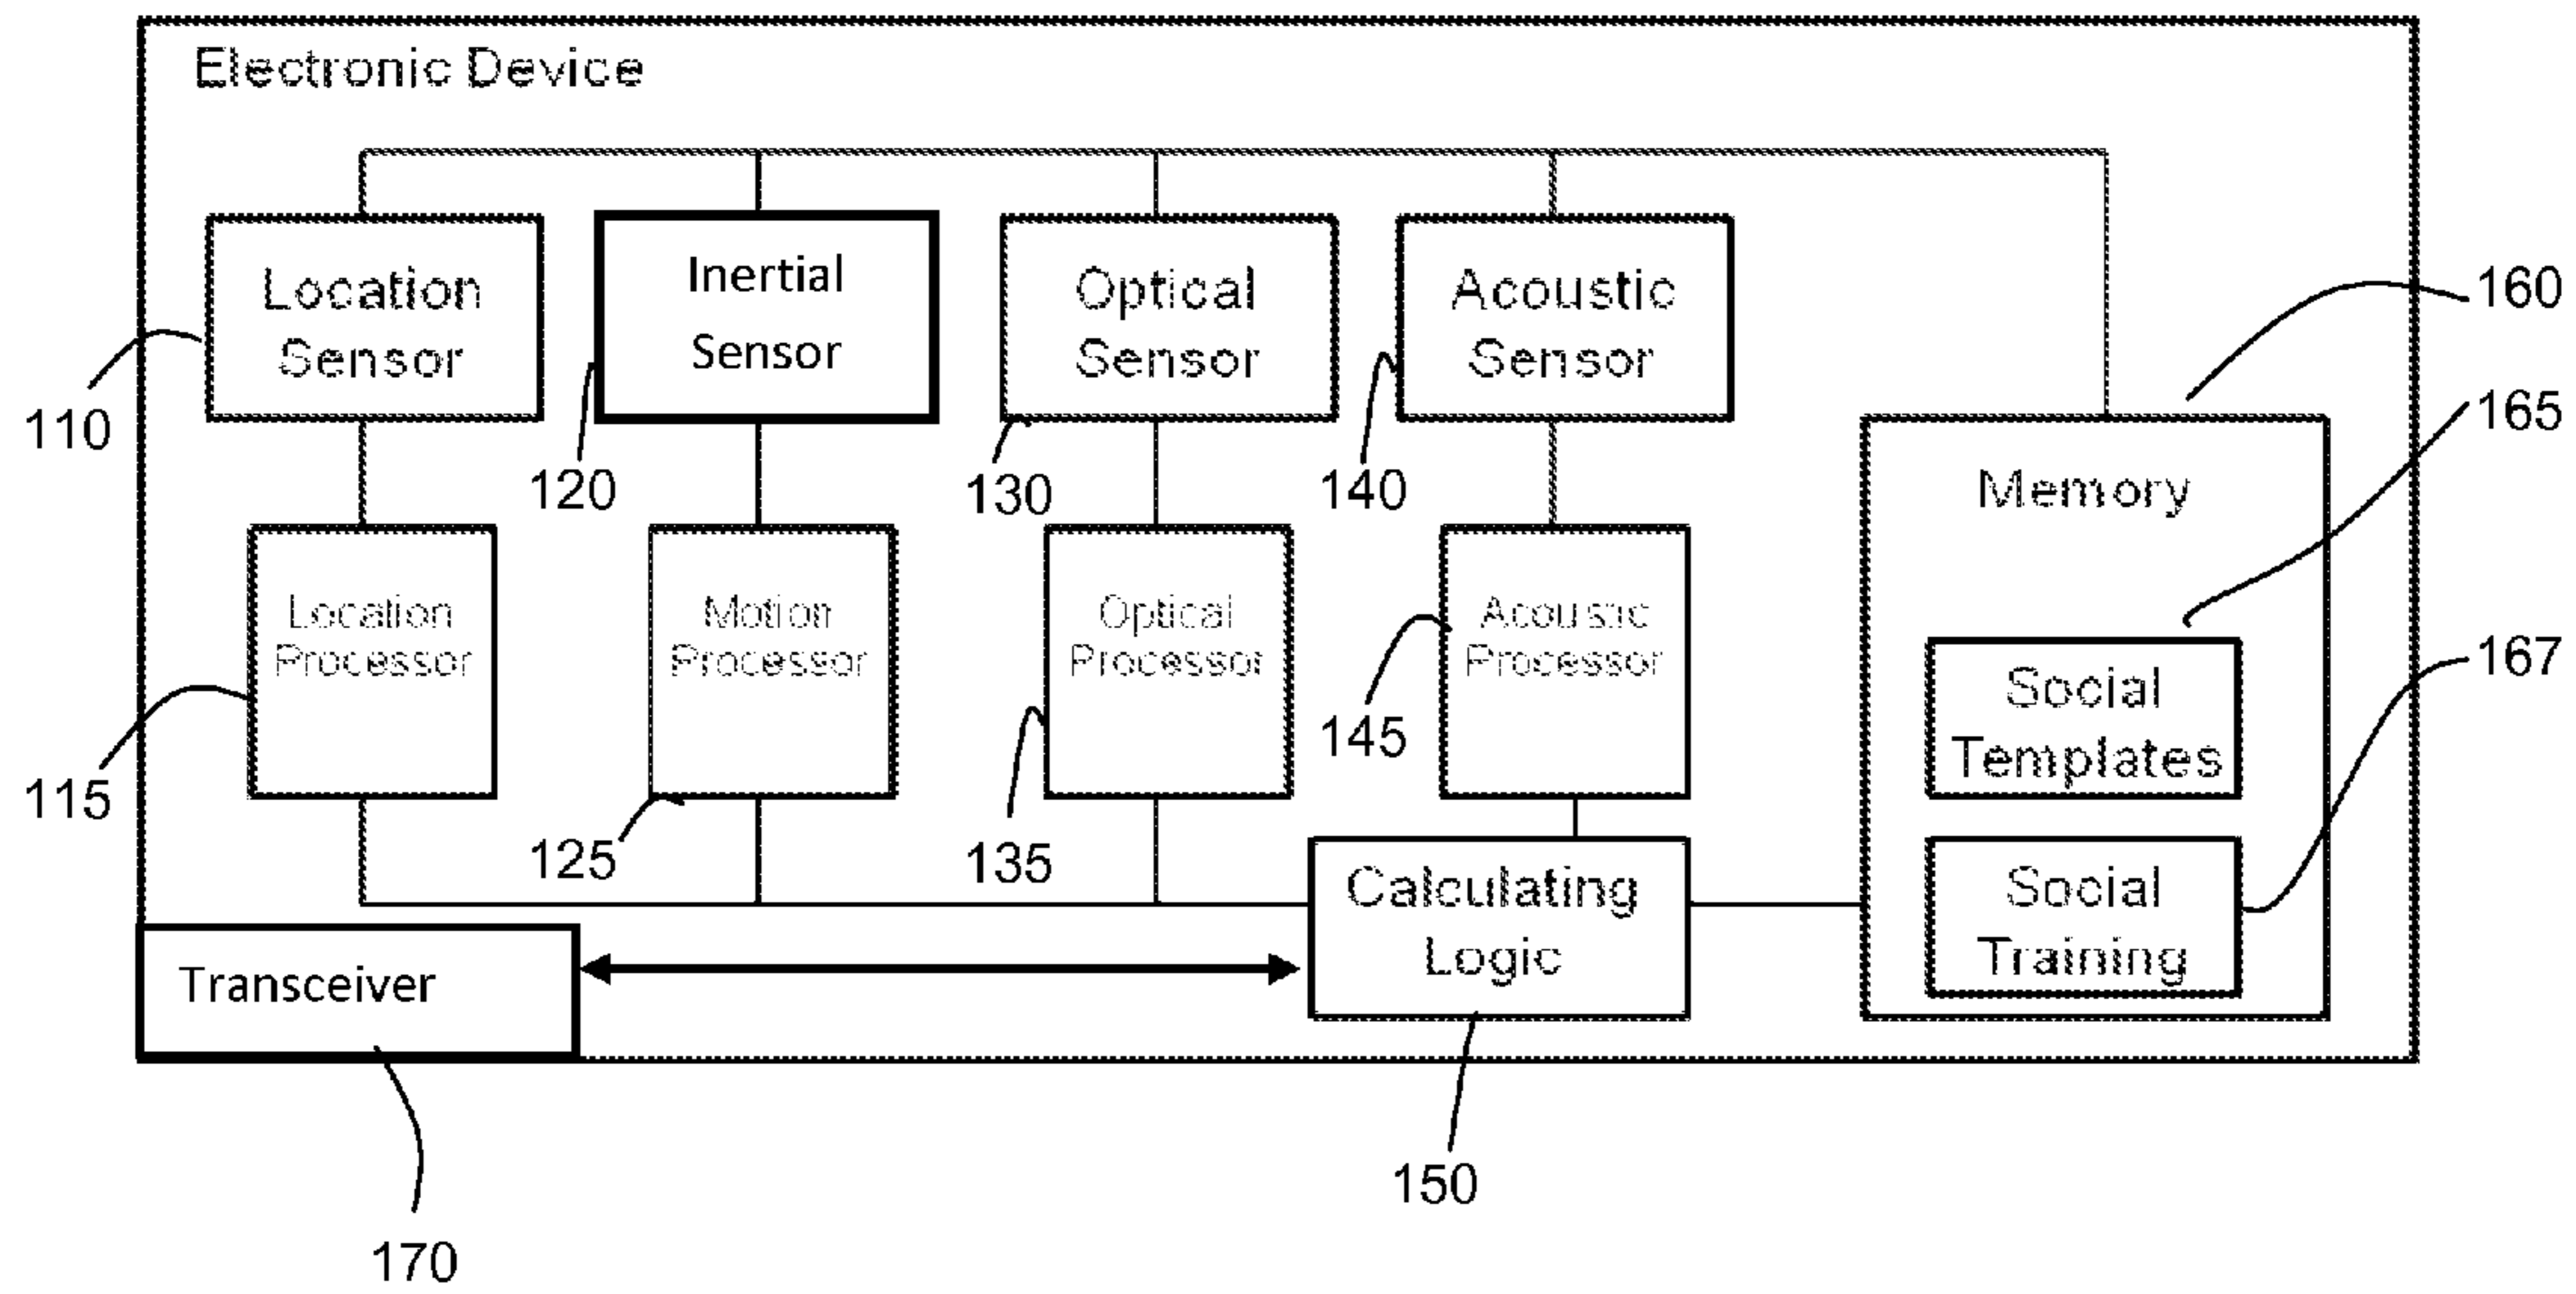 Electronic Device
Location
Sensor
Inertial
Sensor
Optical
Sensor
Acoustic
Sensor
160
165
110
120
130
140
Memory
Location
Processor
Motion
Processor
Optical
Processor
Acoustic
Processor
167
Social
Templates
115
125
135
145
Social
Training
Calculating
Logic
Transceiver
150
170